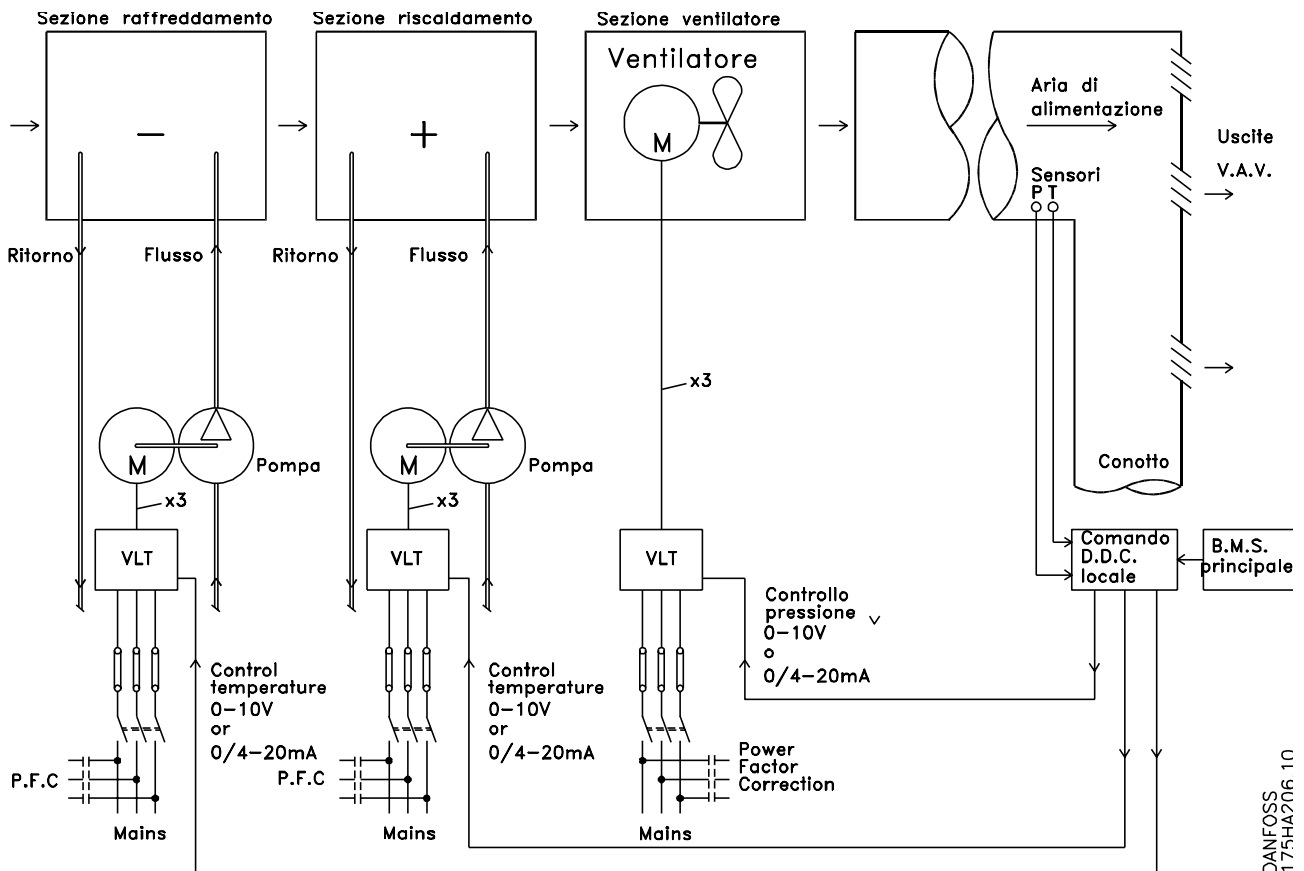 Sezione raffreddamento
Sezione riscaldamento
Sezione ventilatore
Ventilatore
M
−
+
Aria di
alimentazione
Uscite
V.A.V.
Sensori
P T
Ritorno
Flusso
Ritorno
Flusso
x3
M
Pompa
M
Pompa
Conotto
x3
x3
VLT
VLT
VLT
Comando
D.D.C.
locale
B.M.S.
principale
Controllo
pressione
0−10V
o
0/4−20mA
Control
temperature
0−10V
or
0/4−20mA
Control
temperature
0−10V
or
0/4−20mA
P.F.C
P.F.C
Power
Factor
Correction
Mains
Mains
Mains
DANFOSS
175HA206.10